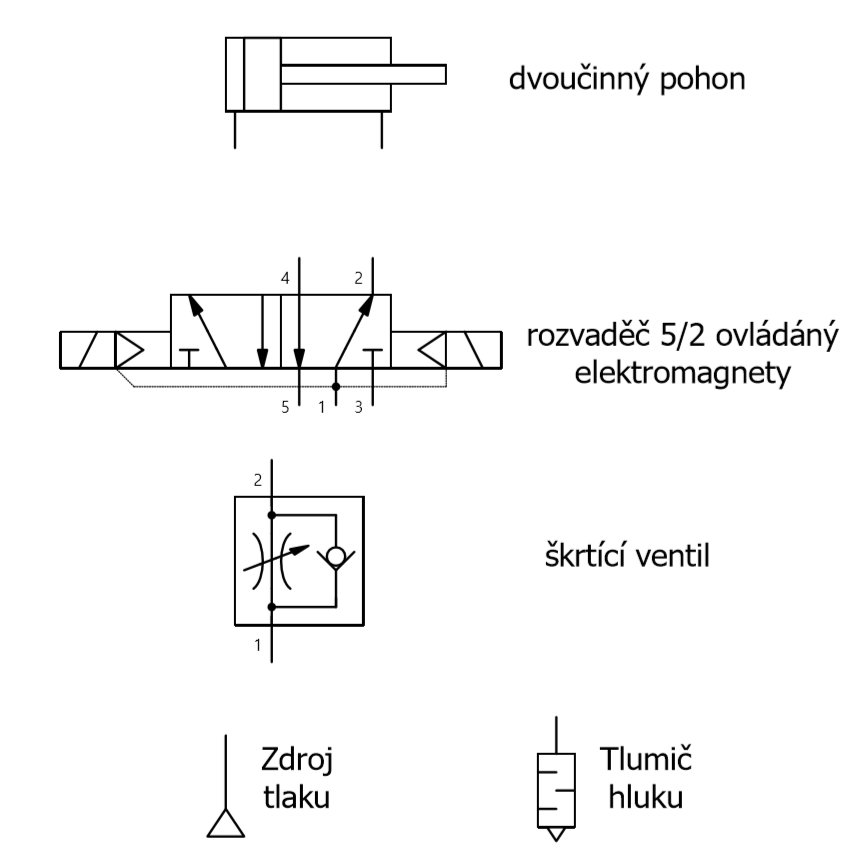 dvoučinný pohon
4 2
rozvaděč 5/2 ovládáný
elektromagnety
5 1 3
2
škrtící ventil
1
Zdroj
tlaku
Tlumič
hluku